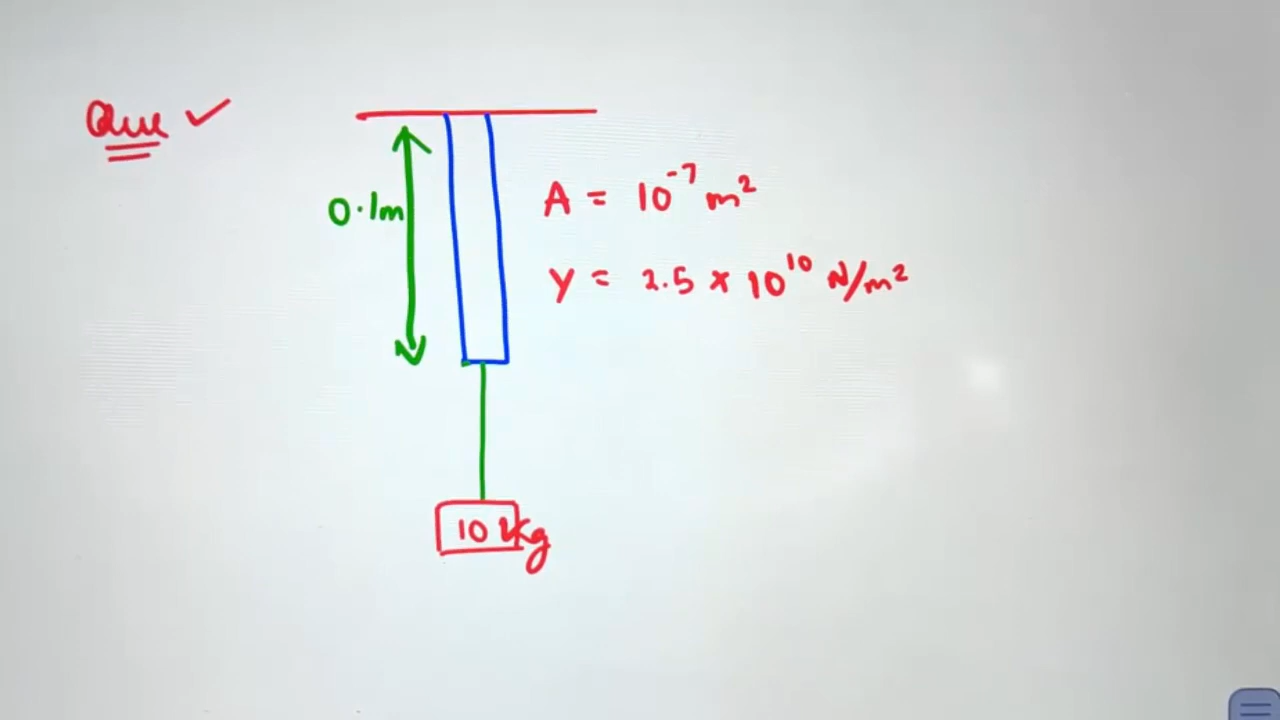 Que
0.1m
A = 10⁻⁷ m²
Y = 2.5 × 10¹⁰ N/m²
10 Kg